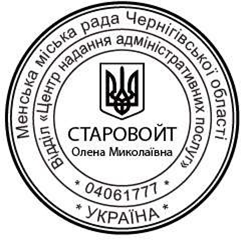 Менська міська рада Чернігівської області
Відділ «Центр надання адміністративних послуг»
СТАРОВОЙТ
Олена Миколаївна
* 04061777 *
* УКРАЇНА *